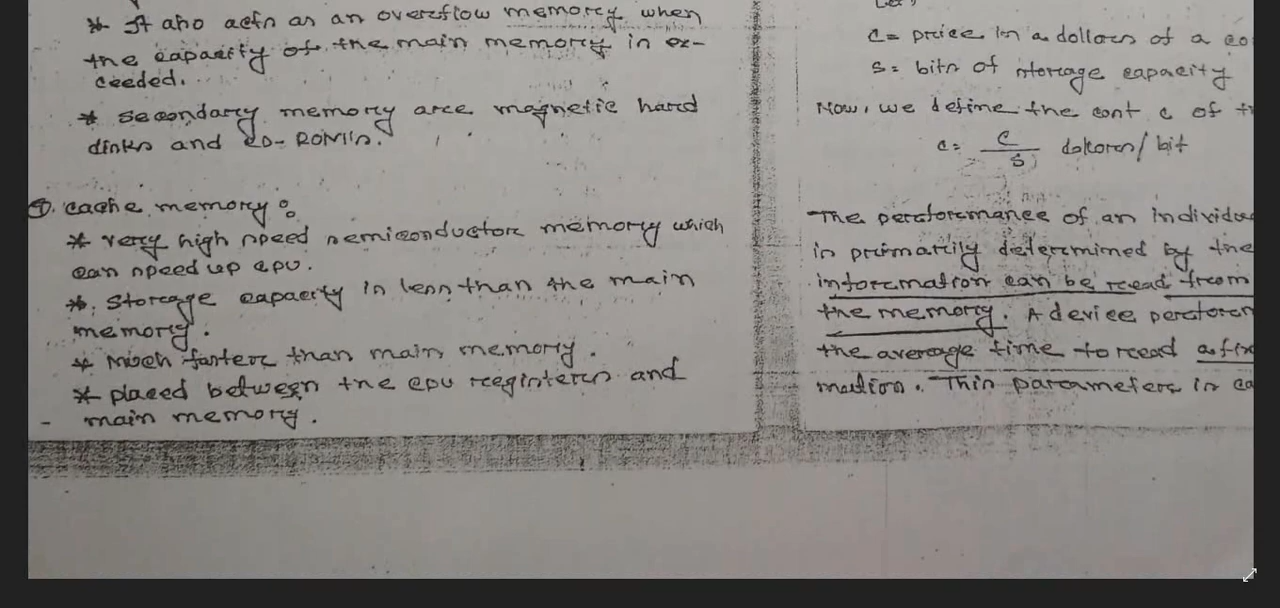 * It also acts as an overflow memory when
the capacity of the main memory is ex-
ceeded.
* Secondary memory are magnetic hard
disks and CD-ROMs.
cache memory:
* very high speed semiconductor memory which
can speed up cpu.
* Storage capacity is less than the main
memory.
* Much faster than main memory.
* placed between the cpu registers and
main memory.
C = price in a dollars of a co
S = bits of storage capacity
Now, we define the cost c of t
c = C/S dollars/bit
The performance of an individu
is primarily determined by the
information can be read from
the memory. A device perfor
the average time to read a fix
mation. This parameters is ca